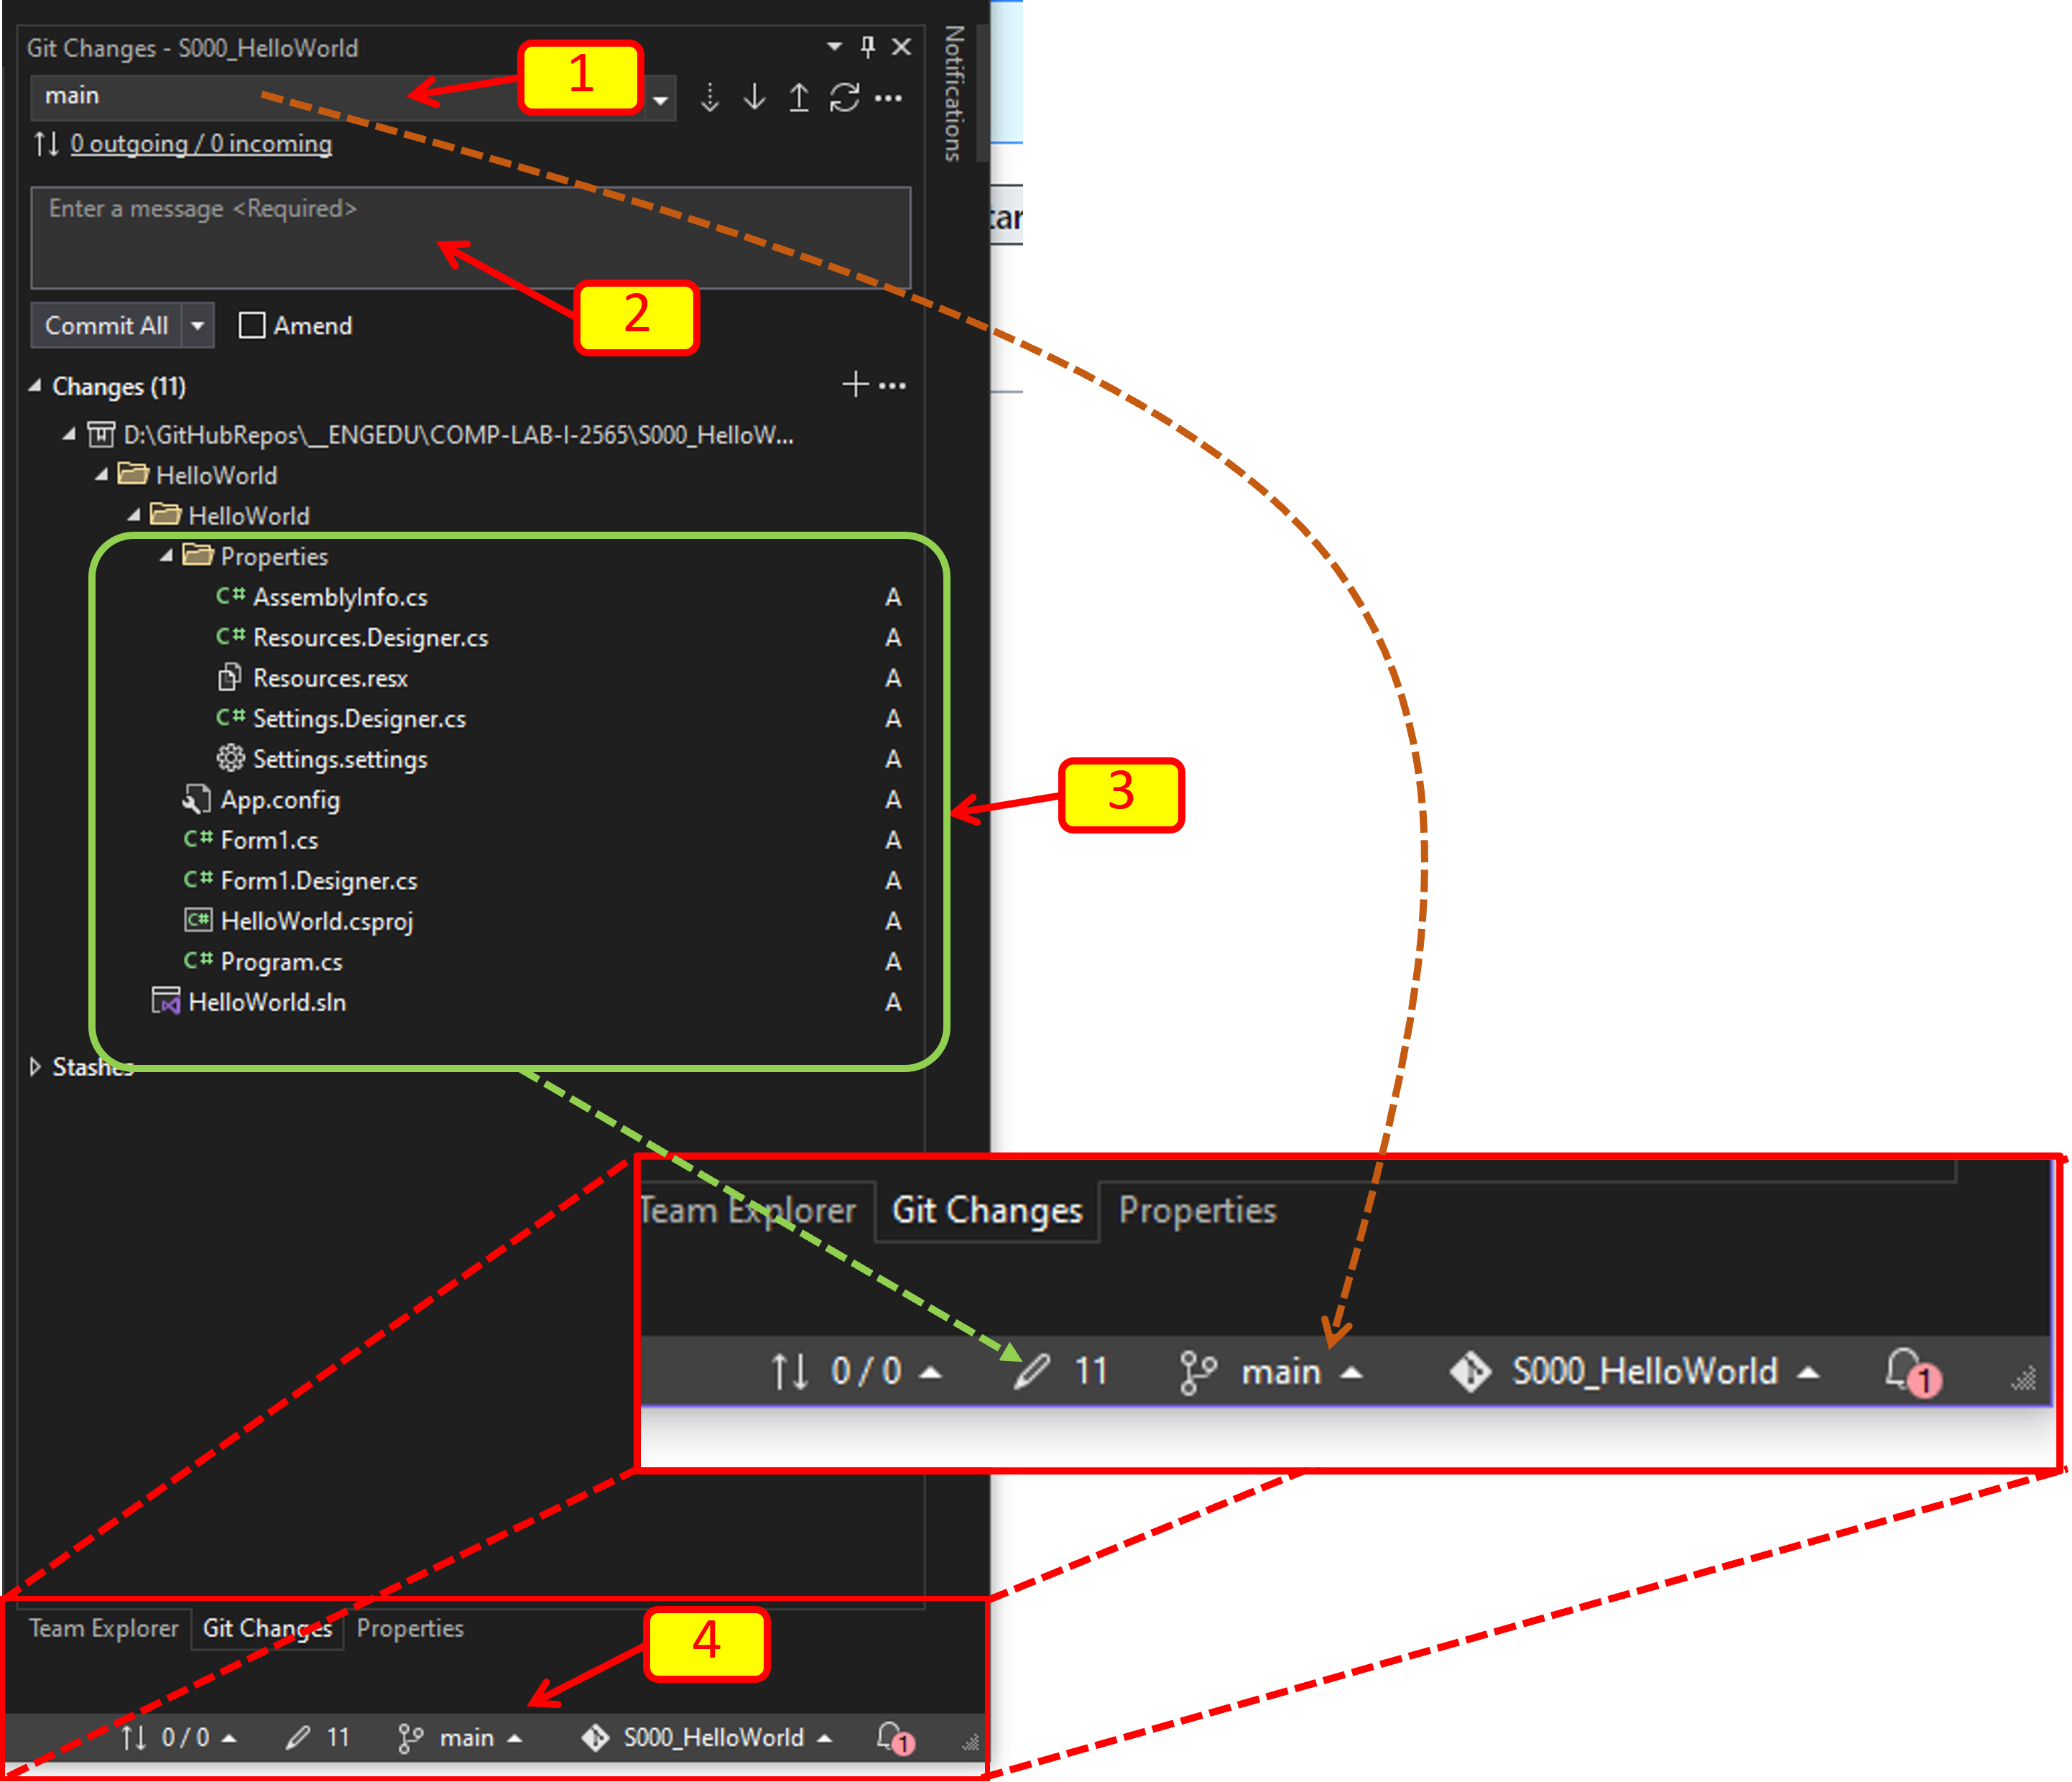 Git Changes - S000_HelloWorld
Notifications
1
main
0 outgoing / 0 incoming
Enter a message <Required>
2
Commit All
Amend
Changes (11)
D:\GitHubRepos\__ENGEDU\COMP-LAB-I-2565\S000_HelloW...
HelloWorld
HelloWorld
Properties
C# AssemblyInfo.cs A
C# Resources.Designer.cs A
Resources.resx A
C# Settings.Designer.cs A
Settings.settings A
3
App.config A
C# Form1.cs A
C# Form1.Designer.cs A
C# HelloWorld.csproj A
C# Program.cs A
HelloWorld.sln A
Stashes
Team Explorer Git Changes Properties
0 / 0 11 main S000_HelloWorld 1
Team Explorer Git Changes Properties
4
0 / 0 11 main S000_HelloWorld 1